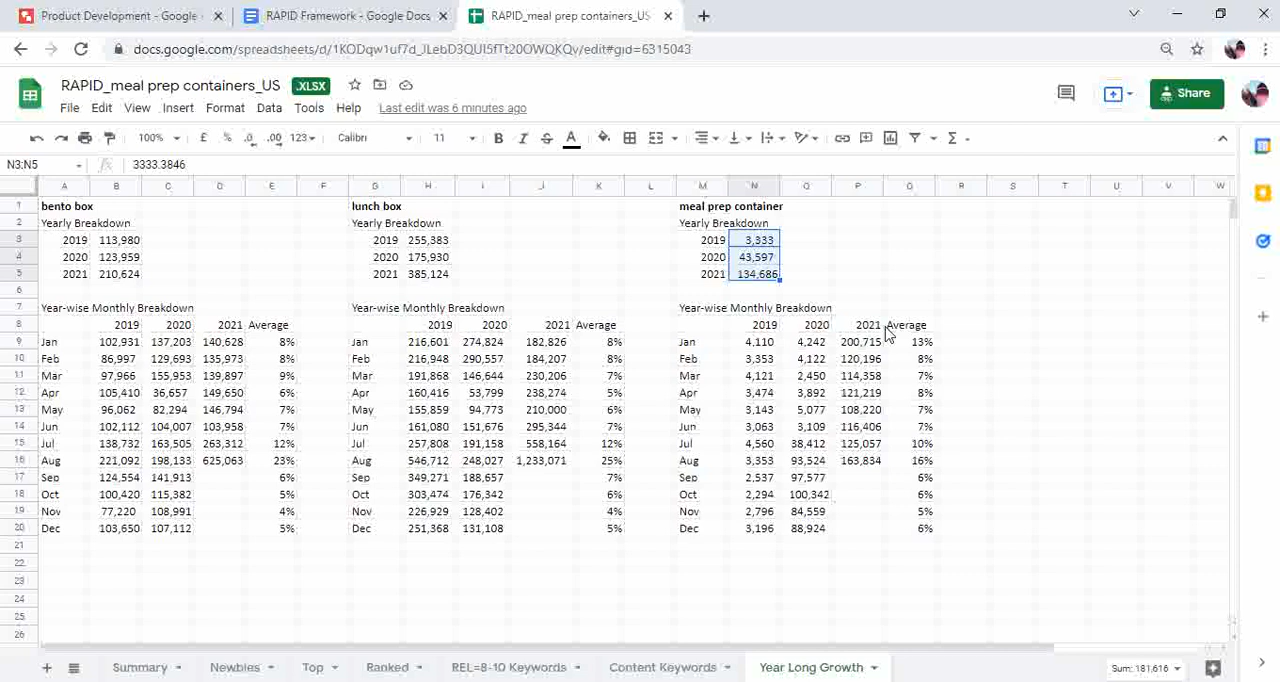 Product Development - Google
RAPID Framework - Google Docs
RAPID_meal prep containers_US
docs.google.com/spreadsheets/d/1KODqw1uf7d_JLebD3QUI5fTt20OWQKQv/edit#gid=6315043
RAPID_meal prep containers_US .XLSX
Share
File Edit View Insert Format Data Tools Help Last edit was 6 minutes ago
100% £ % .0 .00 123 Calibri 11 B I S A Σ
N3:N5 fx 3333.3846
A B C D E F G H I J K L M N O P Q R S T U V W
1 bento box lunch box meal prep container
2 Yearly Breakdown Yearly Breakdown Yearly Breakdown
3 2019 113,980 2019 255,383 2019 3,333
4 2020 123,959 2020 175,930 2020 43,597
5 2021 210,624 2021 385,124 2021 134,686
6
7 Year-wise Monthly Breakdown Year-wise Monthly Breakdown Year-wise Monthly Breakdown
8 2019 2020 2021 Average 2019 2020 2021 Average 2019 2020 2021 Average
9 Jan 102,931 137,203 140,628 8% Jan 216,601 274,824 182,826 8% Jan 4,110 4,242 200,715 13%
10 Feb 86,997 129,693 135,973 8% Feb 216,948 290,557 184,207 8% Feb 3,353 4,122 120,196 8%
11 Mar 97,966 155,953 139,897 9% Mar 191,868 146,644 230,206 7% Mar 4,121 2,450 114,358 7%
12 Apr 105,410 36,657 149,650 6% Apr 160,416 53,799 238,274 5% Apr 3,474 3,892 121,219 8%
13 May 96,062 82,294 146,794 7% May 155,859 94,773 210,000 6% May 3,143 5,077 108,220 7%
14 Jun 102,112 104,007 103,358 7% Jun 161,080 151,676 295,344 7% Jun 3,063 3,109 116,406 7%
15 Jul 138,732 163,505 263,312 12% Jul 257,808 191,158 558,164 12% Jul 4,560 38,412 125,057 10%
16 Aug 221,092 198,133 625,063 23% Aug 546,712 248,027 1,233,071 25% Aug 3,353 93,524 163,834 16%
17 Sep 124,554 141,913 6% Sep 349,271 188,657 7% Sep 2,537 97,577 6%
18 Oct 100,420 115,382 5% Oct 303,474 176,342 6% Oct 2,294 100,342 6%
19 Nov 77,220 108,991 4% Nov 226,929 128,402 4% Nov 2,796 84,559 5%
20 Dec 103,650 107,112 5% Dec 251,368 131,108 5% Dec 3,196 88,924 6%
21
22
23
24
25
26
Summary Newbies Top Ranked REL=8-10 Keywords Content Keywords Year Long Growth Sum: 181,616